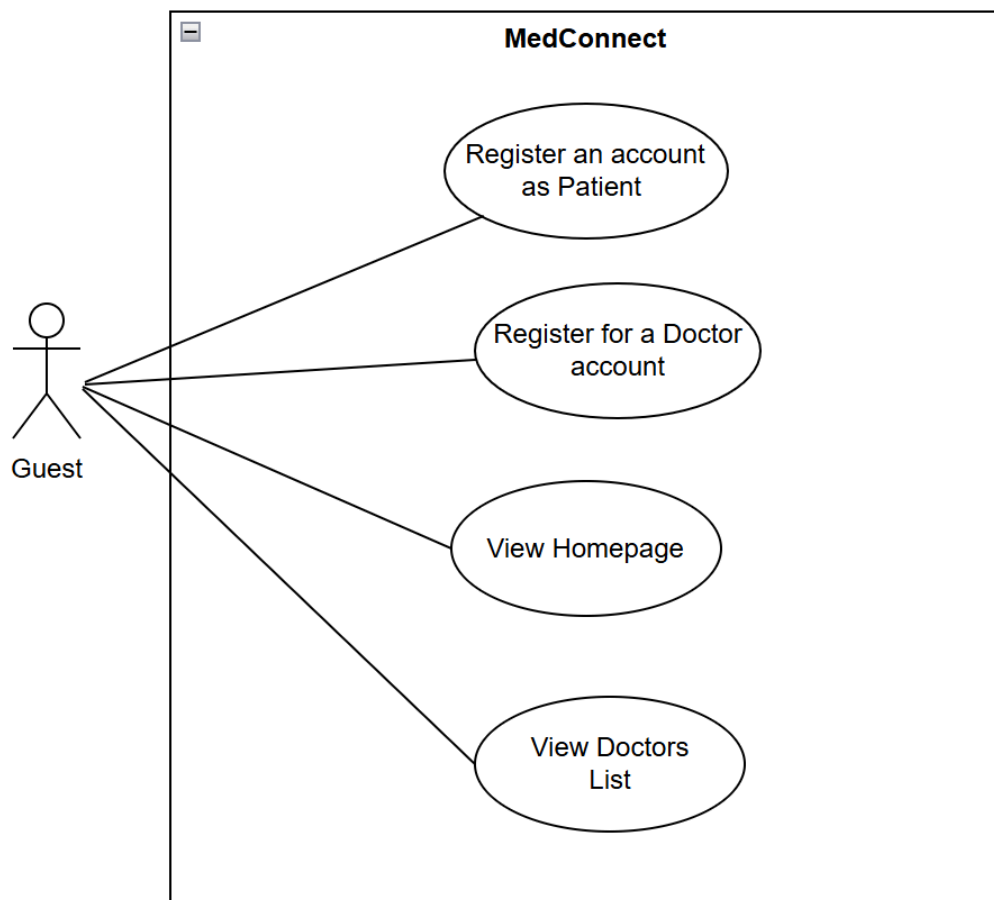 MedConnect
Register an account
as Patient
Register for a Doctor
account
Guest
View Homepage
View Doctors
List